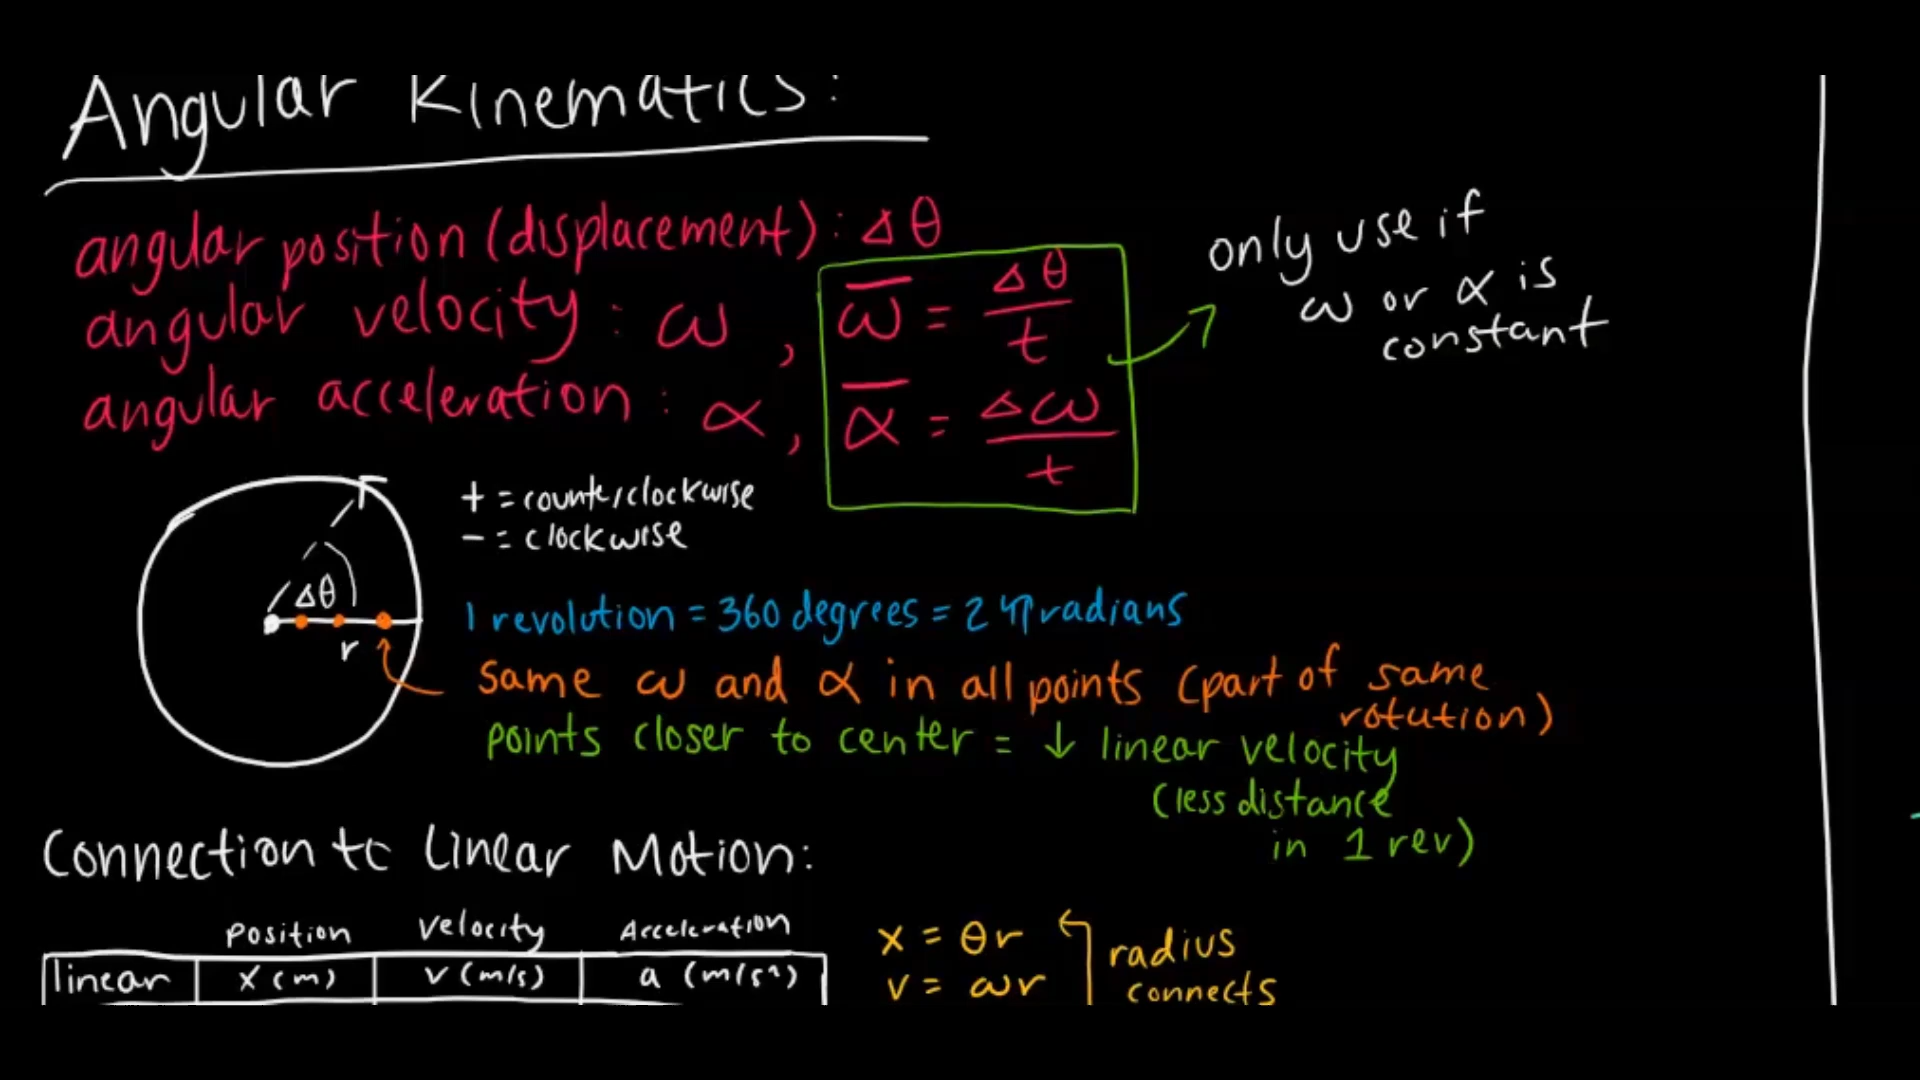 Angular Kinematics:
angular position (displacement): Δθ
angular velocity: ω, ω̅ = Δθ/t
angular acceleration: α, α̅ = Δω/t
only use if
ω or α is
constant
+ = counterclockwise
- = clockwise
Δθ
r
1 revolution = 360 degrees = 2π radians
same ω and α in all points (part of same
rotution)
points closer to center = ↓ linear velocity
(less distance
in 1 rev)
Connection to Linear Motion:
Position Velocity Acceleration
linear x (m) v (m/s) a (m/s²)
x = θr
v = ωr
radius
connects